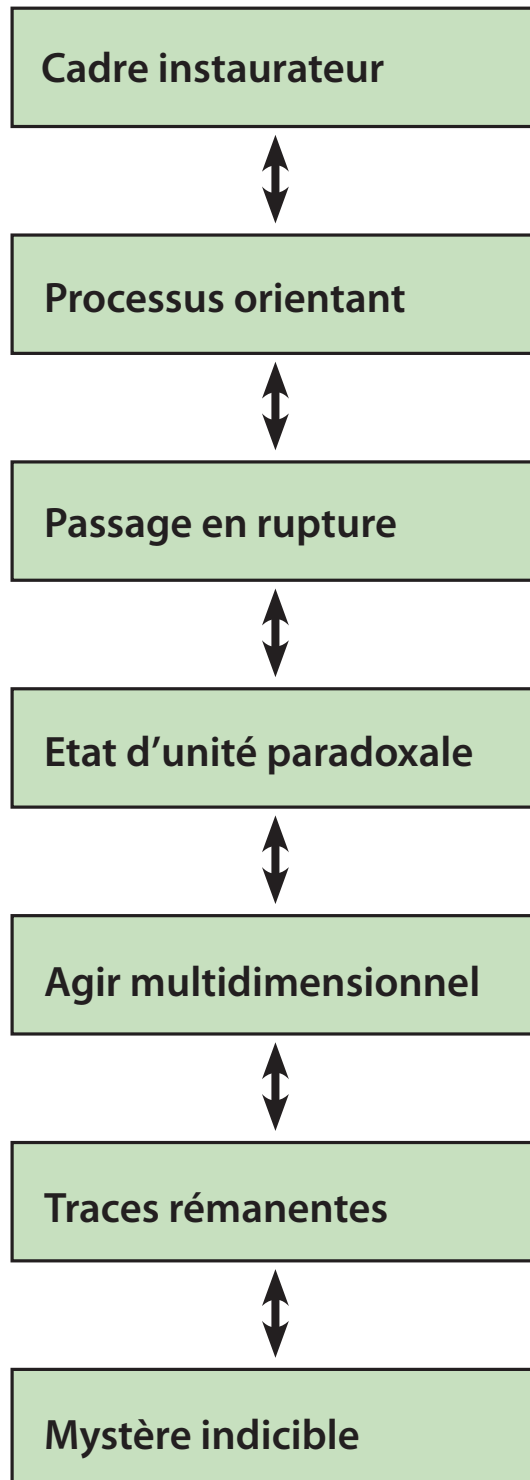 Cadre instaurateur
Processus orientant
Passage en rupture
Etat d’unité paradoxale
Agir multidimensionnel
Traces rémanentes
Mystère indicible